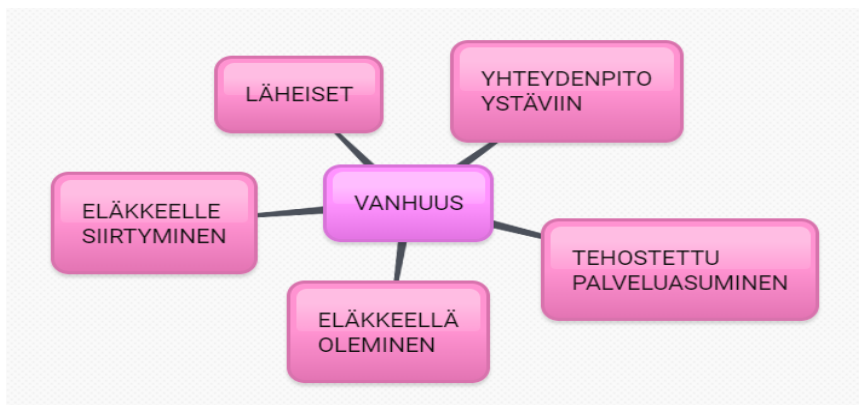 LÄHEISET
YHTEYDENPITO
YSTÄVIIN
ELÄKKEELLE
SIIRTYMINEN
VANHUUS
TEHOSTETTU
PALVELUASUMINEN
ELÄKKEELLÄ
OLEMINEN